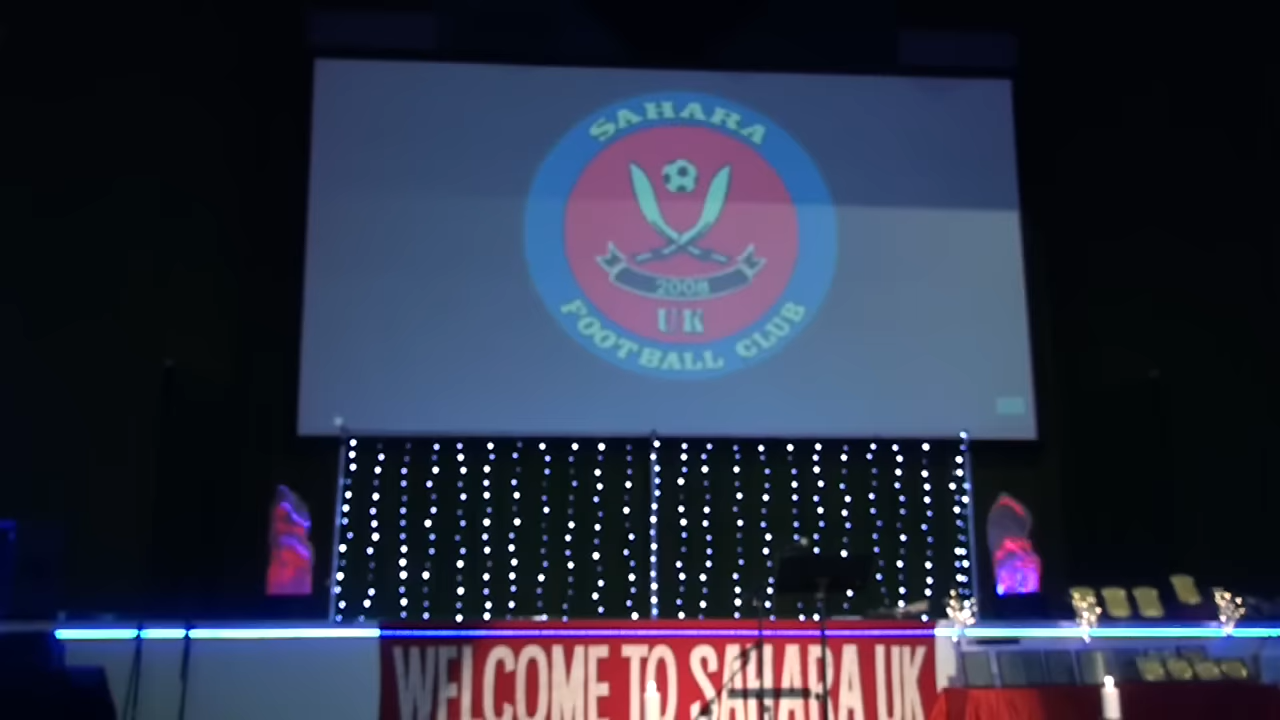 SAHARA
2008
UK
FOOTBALL CLUB
WELCOME TO SAHARA UK